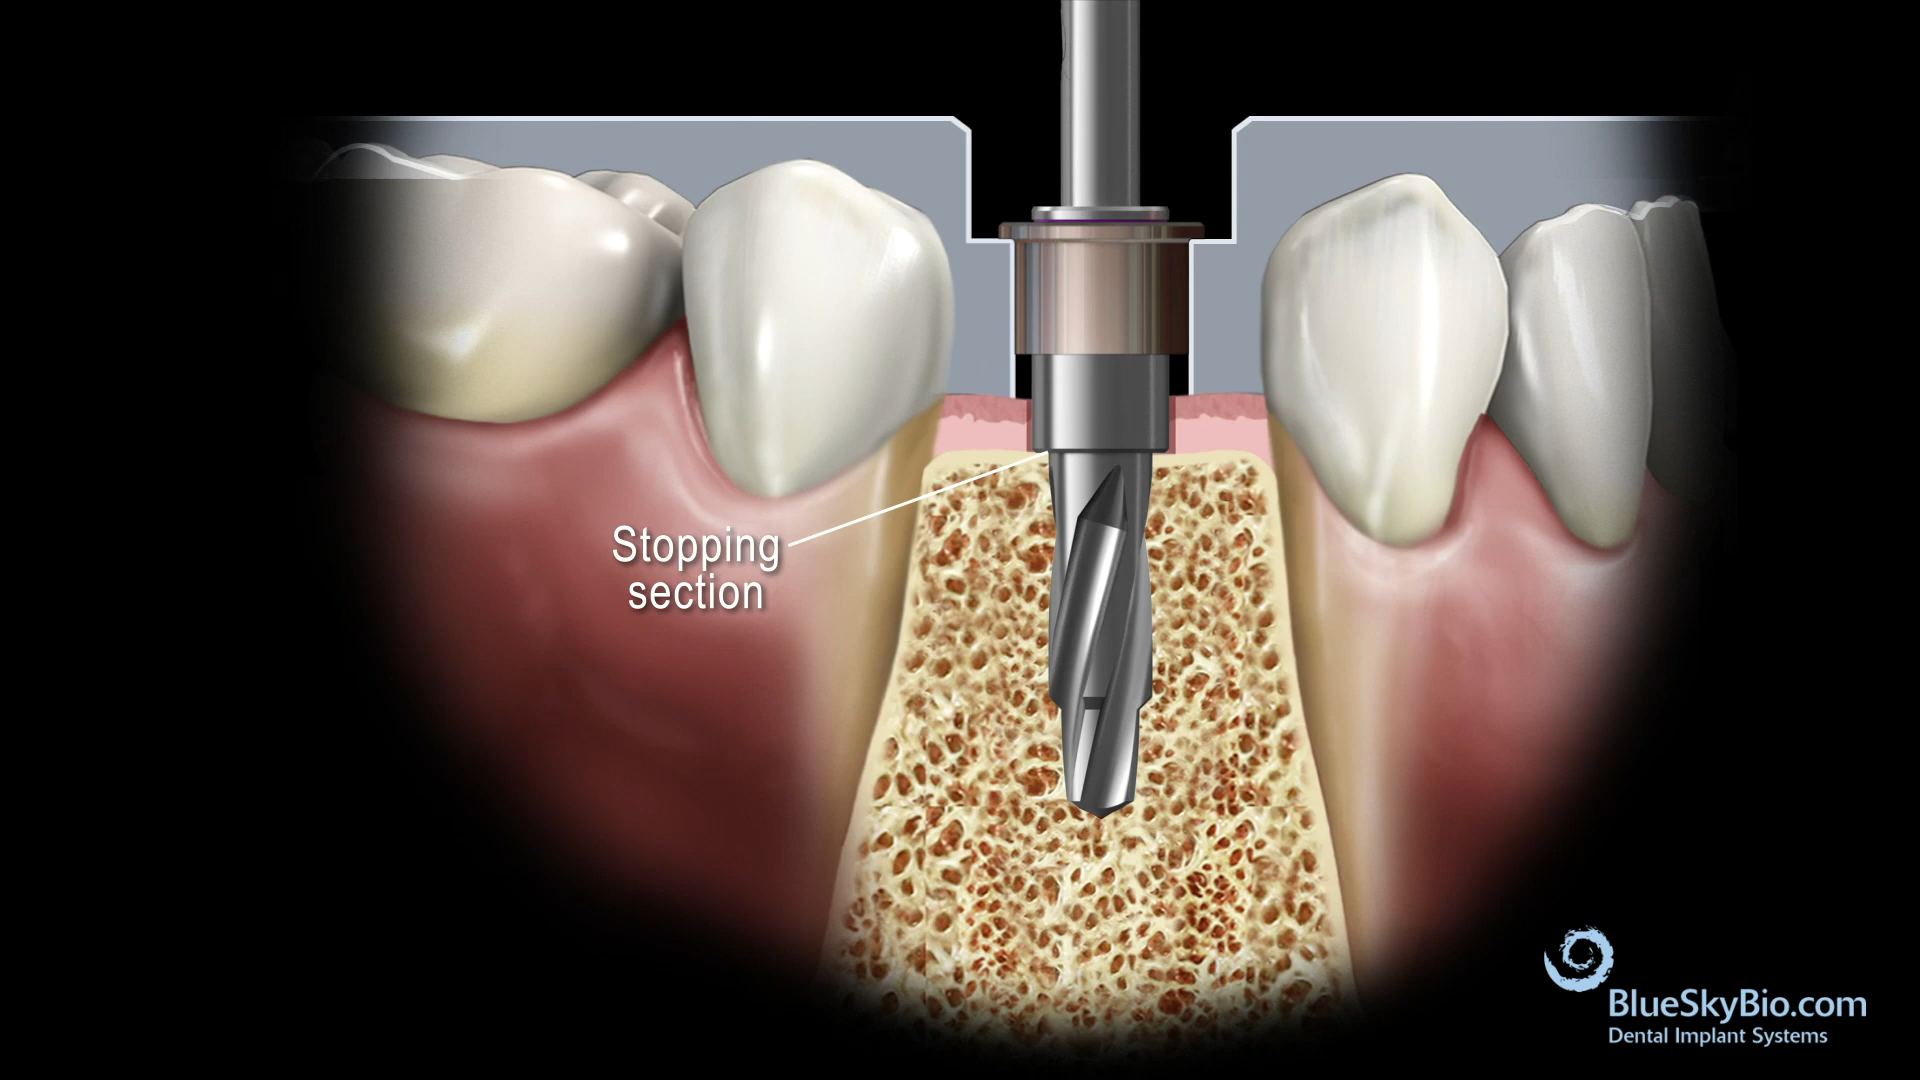 Stopping
section
BlueSkyBio.com
Dental Implant Systems